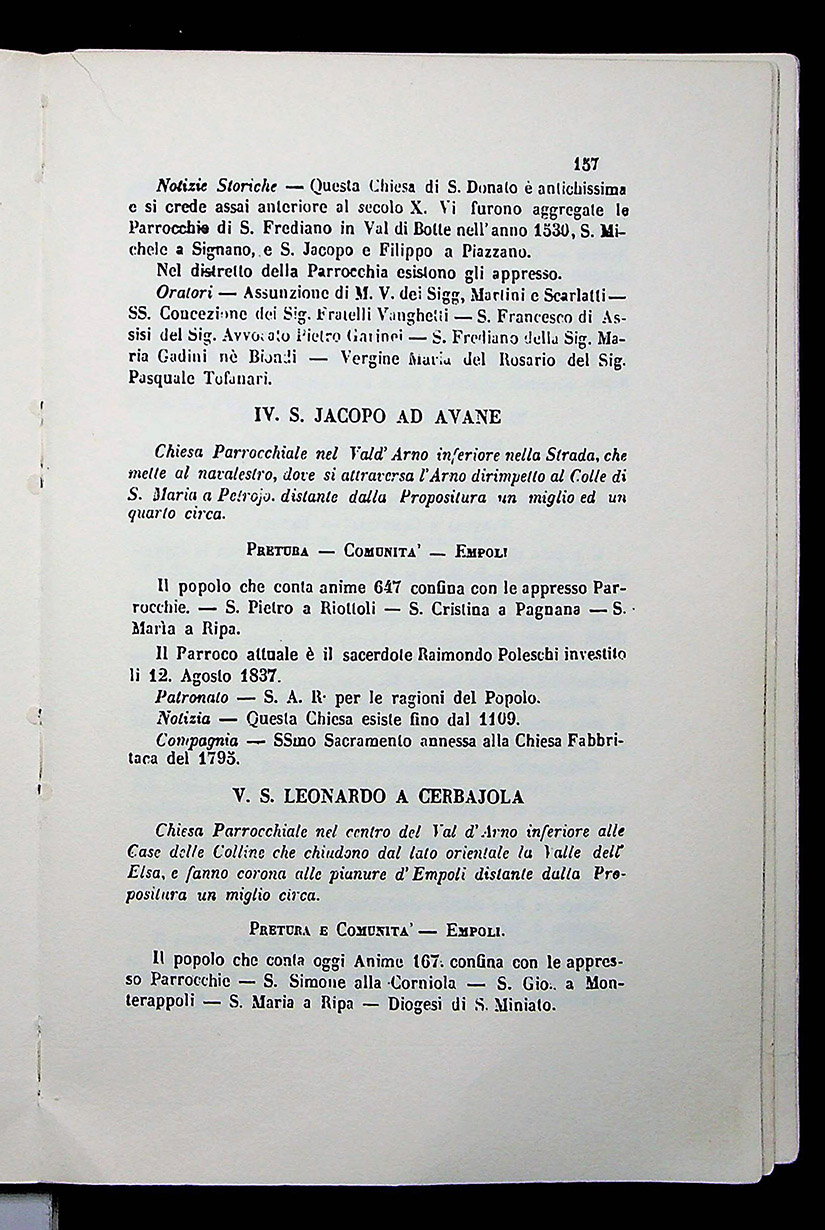 157
Notizie Storiche — Questa Chiesa di S. Donato è antichissima
e si crede assai anteriore al secolo X. Vi furono aggregate le
Parrocchie di S. Frediano in Val di Botte nell'anno 1530, S. Mi-
chele a Signano, e S. Jacopo e Filippo a Piazzano.
Nel distretto della Parrocchia esistono gli appresso.
Oratori — Assunzione di M. V. dei Sigg, Martini e Scarlatti —
SS. Concezione dei Sig. Fratelli Vanghetti — S. Francesco di As-
sisi del Sig. Avvocato Pietro — S. Frediano della Sig. Ma-
ria Gadini nè Biondi — Vergine Maria del Rosario del Sig.
Pasquale Tofanari.
IV. S. JACOPO AD AVANE
Chiesa Parrocchiale nel Vald' Arno inferiore nella Strada, che
mette al navalestro, dove si attraversa l'Arno dirimpetto al Colle di
S. Maria a Petrojo. distante dalla Propositura un miglio ed un
quarto circa.
PRETURA — COMUNITA' — EMPOLI
Il popolo che conta anime 647 confina con le appresso Par-
rocchie. — S. Pietro a Riottoli — S. Cristina a Pagnana — S.
Marìa a Ripa.
Il Parroco attuale è il sacerdote Raimondo Poleschi investito
li 12. Agosto 1837.
Patronato — S. A. R. per le ragioni del Popolo.
Notizia — Questa Chiesa esiste fino dal 1109.
Compagnia — SSmo Sacramento annessa alla Chiesa Fabbri-
taca del 1795.
V. S. LEONARDO A CERBAJOLA
Chiesa Parrocchiale nel centro del Val d' Arno inferiore alle
Case delle Colline che chiudono dal lato orientale la Valle dell'
Elsa, e fanno corona alle pianure d' Empoli distante dalla Pro-
positura un miglio circa.
PRETURA E COMUNITA' — EMPOLI.
Il popolo che conta oggi Anime 167. confina con le appres-
so Parrocchie — S. Simone alla Corniola — S. Gio. a Mon-
terappoli — S. Maria a Ripa — Diogesi di S. Miniato.